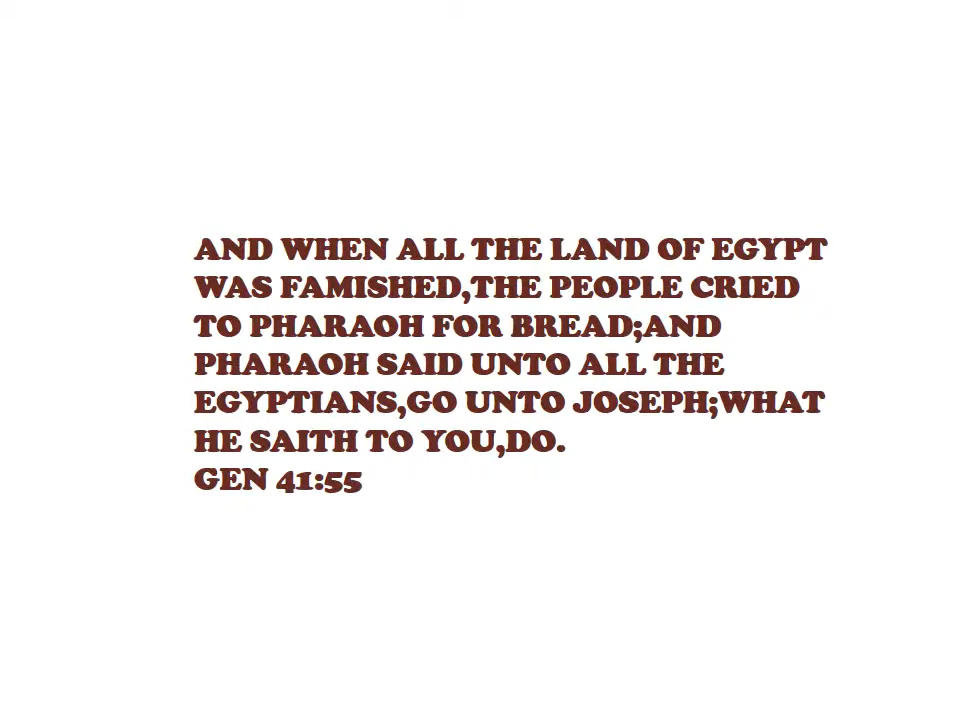 AND WHEN ALL THE LAND OF EGYPT
WAS FAMISHED,THE PEOPLE CRIED
TO PHARAOH FOR BREAD;AND
PHARAOH SAID UNTO ALL THE
EGYPTIANS,GO UNTO JOSEPH;WHAT
HE SAITH TO YOU,DO.
GEN 41:55